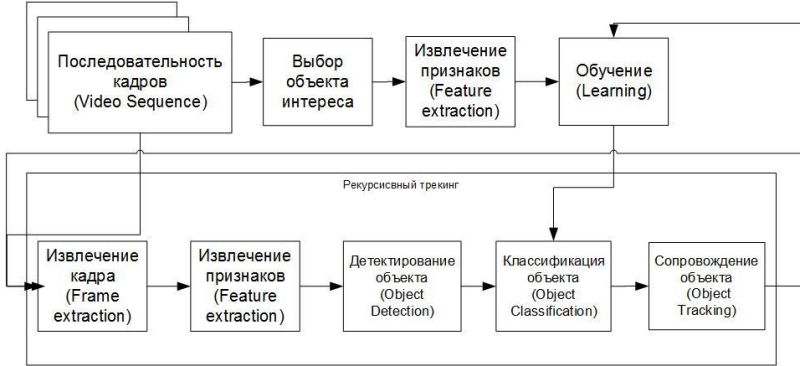 Последовательность
кадров
(Video Sequence)
Выбор
объекта
интереса
Извлечение
признаков
(Feature
extraction)
Обучение
(Learning)
Рекурсисвный трекинг
Извлечение
кадра
(Frame
extraction)
Извлечение
признаков
(Feature
extraction)
Детектирование
объекта
(Object
Detection)
Классификация
объекта
(Object
Classification)
Сопровождение
объекта
(Object
Tracking)